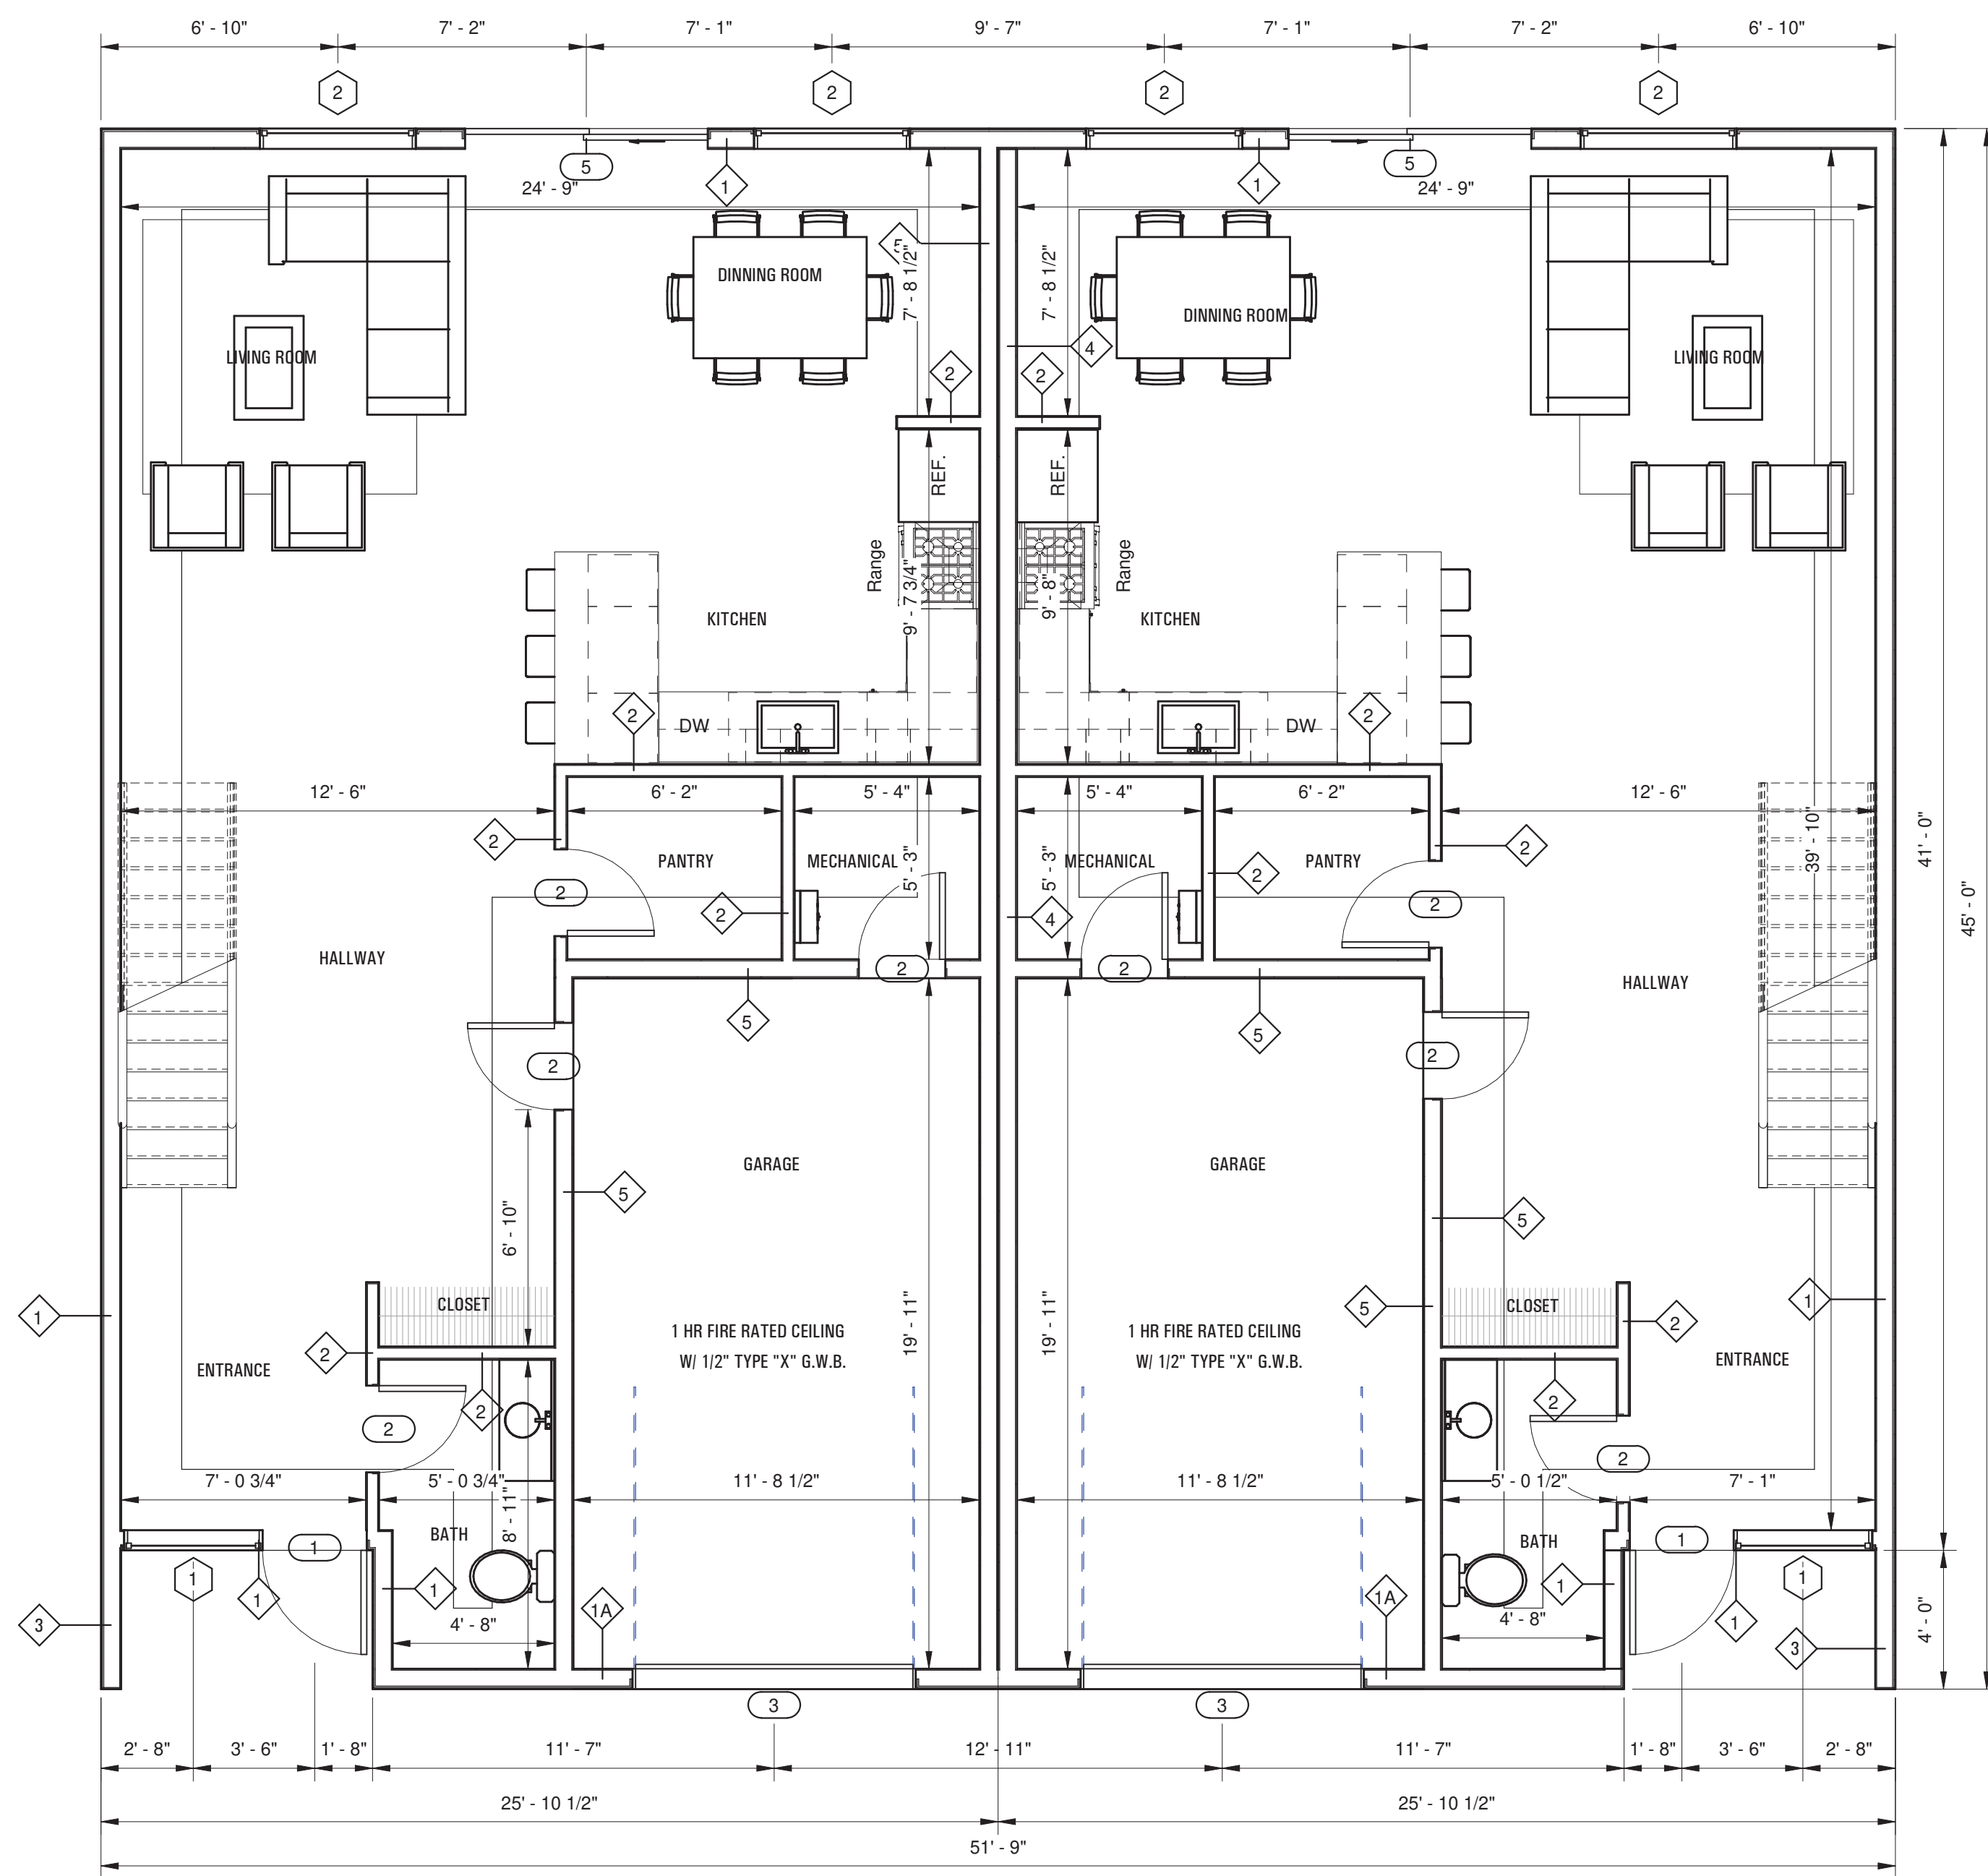 6' - 10" 7' - 2" 7' - 1" 9' - 7" 7' - 1" 7' - 2" 6' - 10"
2 2 2 2
5 1 1 5
24' - 9" 24' - 9"
7' - 8 1/2" 7' - 8 1/2"
DINNING ROOM
DINNING ROOM
LIVING ROOM 4 LIVING ROOM
2 2
REF. REF.
Range Range
9' - 7 3/4" 9' - 8"
KITCHEN KITCHEN
2 DW DW 2
12' - 6" 6' - 2" 5' - 4" 5' - 4" 6' - 2" 12' - 6"
39' - 10" 41' - 0"
45' - 0"
2 2
PANTRY MECHANICAL 5' - 3" 5' - 3" MECHANICAL PANTRY
2 2 2 4 2
HALLWAY 2 2 HALLWAY
5 5
2 2
GARAGE GARAGE
5 5
6' - 10"
1 CLOSET 5 CLOSET 2 1
19' - 11" 19' - 11"
1 HR FIRE RATED CEILING 1 HR FIRE RATED CEILING
W/ 1/2" TYPE "X" G.W.B. W/ 1/2" TYPE "X" G.W.B.
2 ENTRANCE ENTRANCE
2 2 2 2
7' - 0 3/4" 5' - 0 3/4" 11' - 8 1/2" 11' - 8 1/2" 5' - 0 1/2" 7' - 1"
8' - 11"
BATH BATH
1 1
1 1 1 1 1 1
3 4' - 8" 1A 1A 4' - 8" 3
4' - 0"
3 3
2' - 8" 3' - 6" 1' - 8" 11' - 7" 12' - 11" 11' - 7" 1' - 8" 3' - 6" 2' - 8"
25' - 10 1/2" 25' - 10 1/2"
51' - 9"